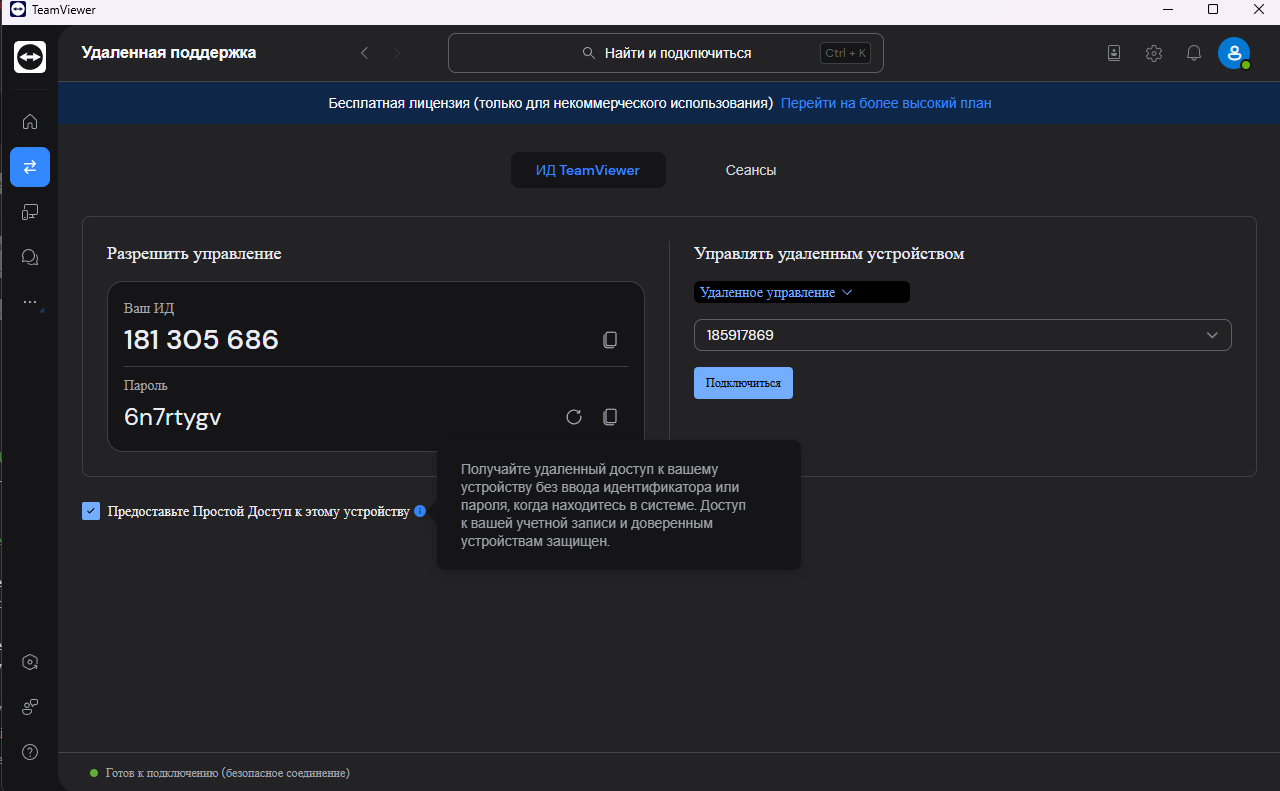 TeamViewer
Удаленная поддержка
Найти и подключиться
Ctrl + K
Бесплатная лицензия (только для некоммерческого использования) Перейти на более высокий план
ИД TeamViewer
Сеансы
Разрешить управление
Ваш ИД
181 305 686
Пароль
6n7rtygv
Управлять удаленным устройством
Удаленное управление
185917869
Подключиться
Предоставьте Простой Доступ к этому устройству
Получайте удаленный доступ к вашему
устройству без ввода идентификатора или
пароля, когда находитесь в системе. Доступ
к вашей учетной записи и доверенным
устройствам защищен.
Готов к подключению (безопасное соединение)